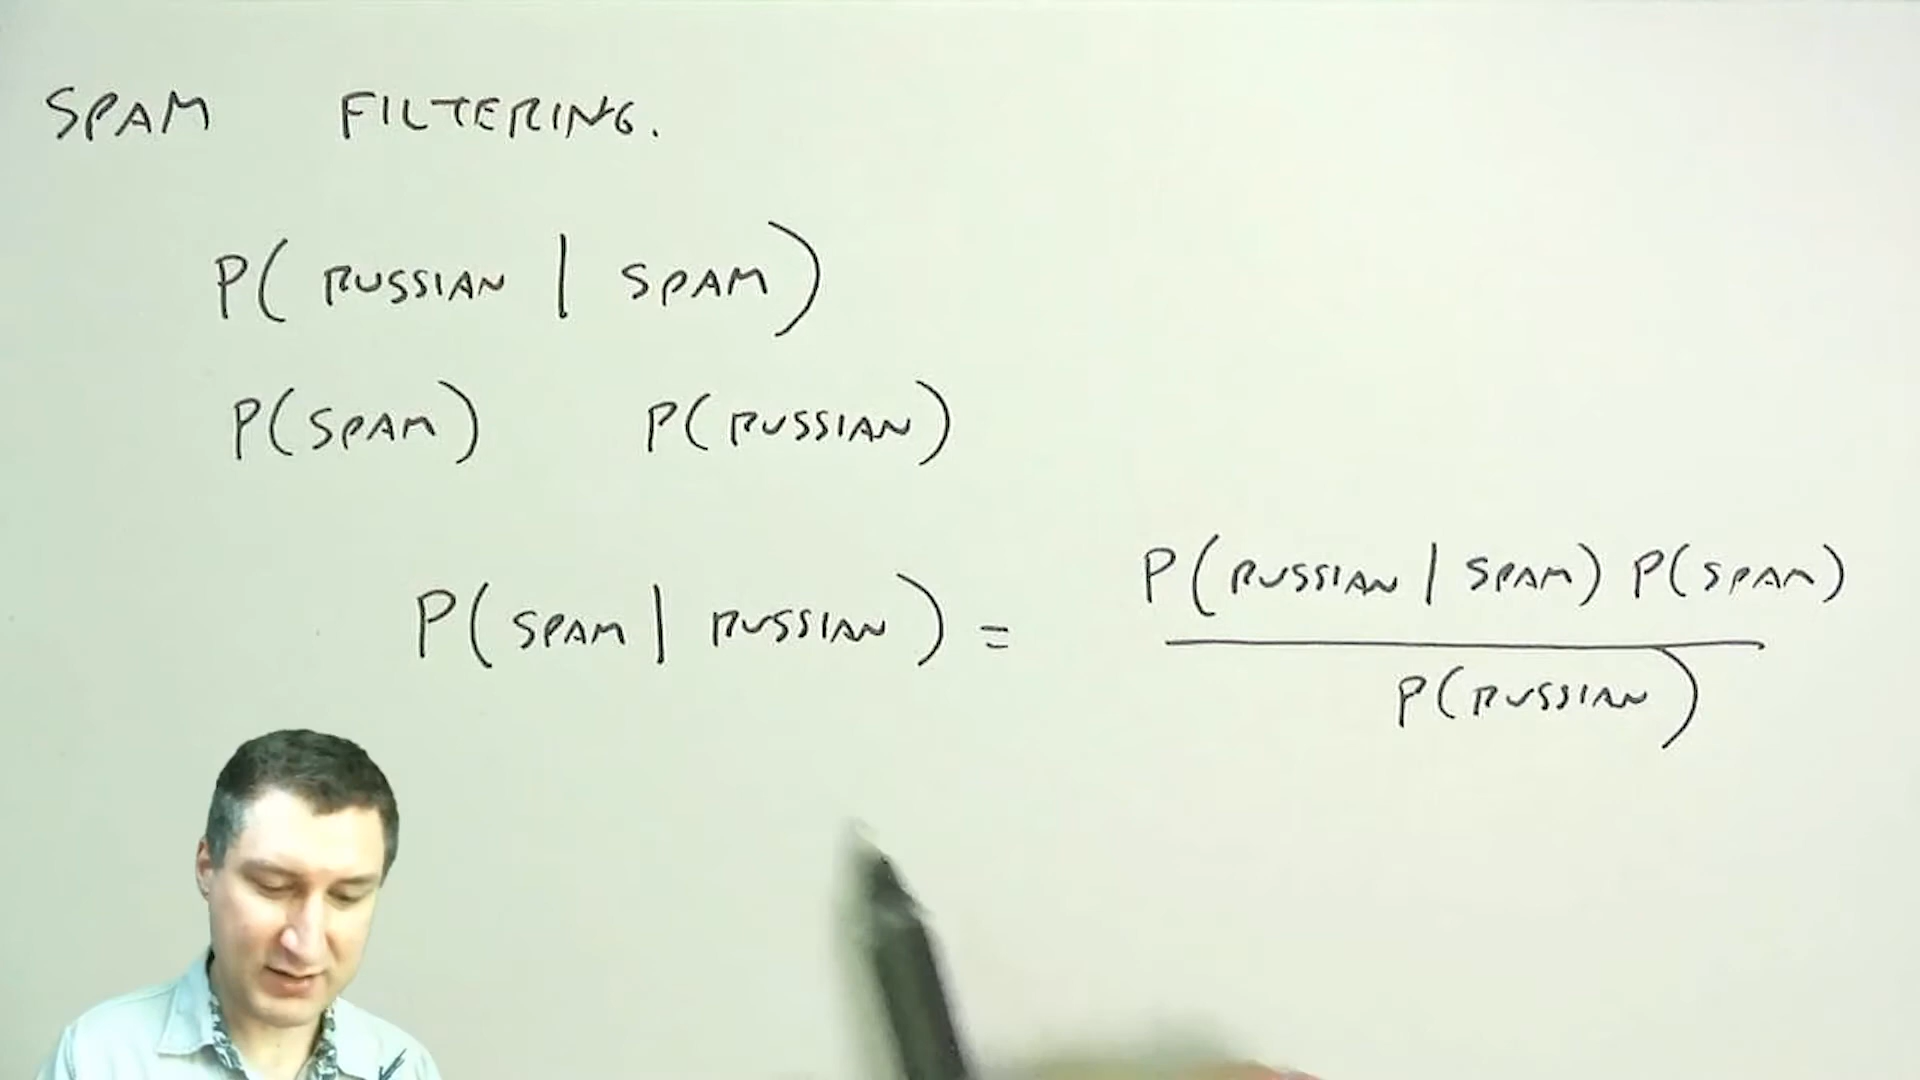 SPAM FILTERING.
P( RUSSIAN | SPAM )
P(SPAM) P( RUSSIAN )
P( SPAM | RUSSIAN ) = P( RUSSIAN | SPAM ) P( SPAM )
P( RUSSIAN )